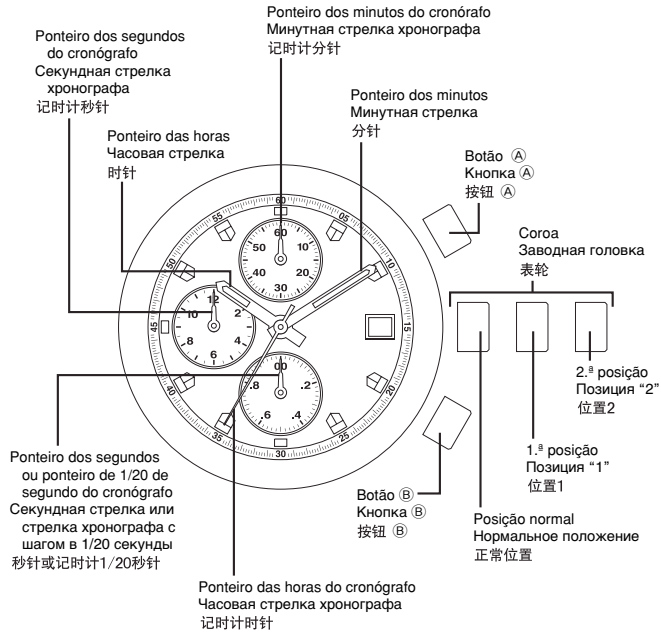 Ponteiro dos minutos do cronórafo
Минутная стрелка хронографа
记时计分针
Ponteiro dos segundos
do cronógrafo
Секундная стрелка
хронографа
记时计秒针
Ponteiro dos minutos
Минутная стрелка
分针
Ponteiro das horas
Часовая стрелка
时针
Botão Ⓐ
Кнопка Ⓐ
按钮 Ⓐ
Coroa
Заводная головка
表轮
60
05
10
15
20
25
30
35
40
45
50
55
60
10
20
30
40
50
12
2
4
6
8
10
00
.2
.4
.6
.8
2.ª posição
Позиция “2”
位置2
1.ª posição
Позиция “1”
位置1
Posição normal
Нормальное положение
正常位置
Botão Ⓑ
Кнопка Ⓑ
按钮 Ⓑ
Ponteiro dos segundos
ou ponteiro de 1/20 de
segundo do cronógrafo
Секундная стрелка или
стрелка хронографа с
шагом в 1/20 секунды
秒针或记时计1/20秒针
Ponteiro das horas do cronógrafo
Часовая стрелка хронографа
记时计时针